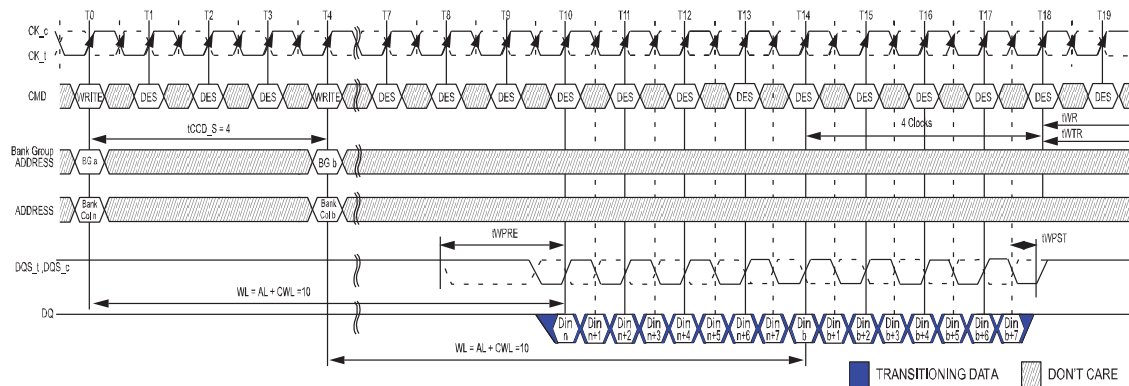 T0 T1 T2 T3 T4 T7 T8 T9 T10 T11 T12 T13 T14 T15 T16 T17 T18 T19
CK_c
CK_t
CMD WRITE DES DES DES WRITE DES DES DES DES DES DES DES DES DES DES DES DES DES
tCCD_S = 4 4 Clocks tWR
tWTR
Bank Group
ADDRESS BG a BG b
ADDRESS Bank Col n Bank Col b
tWPRE tWPST
DQS_t ,DQS_c
WL = AL + CWL =10
DQ Din n Din n+1 Din n+2 Din n+3 Din n+4 Din n+5 Din n+6 Din n+7 Din b Din b+1 Din b+2 Din b+3 Din b+4 Din b+5 Din b+6 Din b+7
WL = AL + CWL =10
TRANSITIONING DATA DON'T CARE